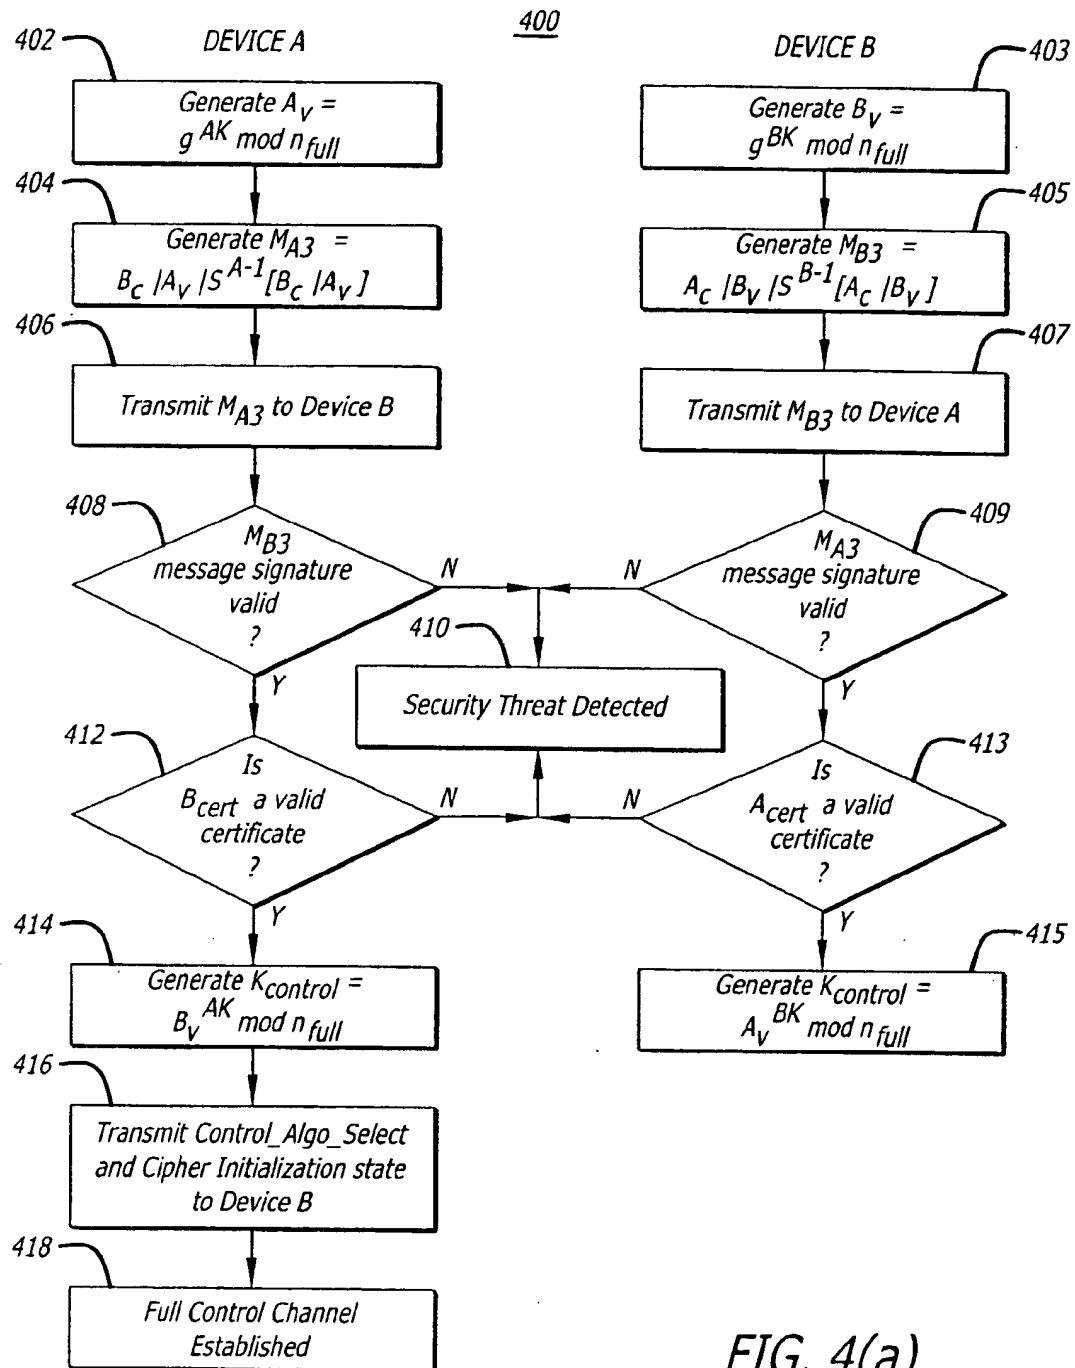 400
402
DEVICE A
DEVICE B
403
Generate A_v =
g^AK mod n_full
Generate B_v =
g^BK mod n_full
404
405
Generate M_A3 =
B_c |A_v |S^A-1 [B_c |A_v]
Generate M_B3 =
A_c |B_v |S^B-1 [A_c |B_v]
406
407
Transmit M_A3 to Device B
Transmit M_B3 to Device A
408
409
M_B3
message signature
valid
?
N
Y
M_A3
message signature
valid
?
N
Y
410
Security Threat Detected
412
413
Is
B_cert a valid
certificate
?
N
Y
Is
A_cert a valid
certificate
?
N
Y
414
415
Generate K_control =
B_v^AK mod n_full
Generate K_control =
A_v^BK mod n_full
416
Transmit Control_Algo_Select
and Cipher Initialization state
to Device B
418
Full Control Channel
Established
FIG. 4(a)